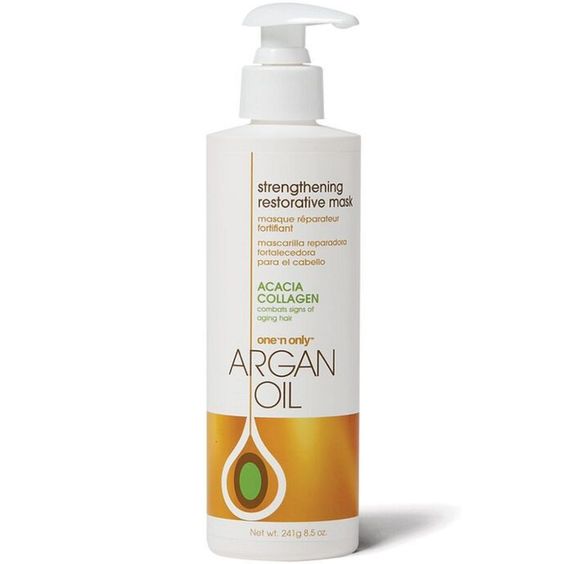 strengthening
restorative mask
masque réparateur
fortifiant
mascarilla reparadora
fortalecedora
para el cabello
ACACIA
COLLAGEN
combats signs of
aging hair
one 'n only™
ARGAN
OIL
Net wt. 241g 8.5 oz.